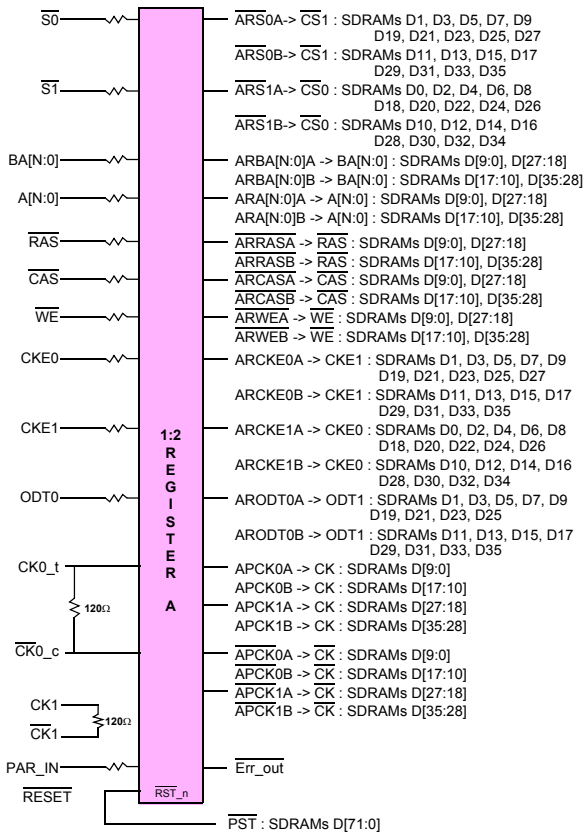 S0
ARS0A-> CS1 : SDRAMs D1, D3, D5, D7, D9
D19, D21, D23, D25, D27
ARS0B-> CS1 : SDRAMs D11, D13, D15, D17
D29, D31, D33, D35
S1
ARS1A-> CS0 : SDRAMs D0, D2, D4, D6, D8
D18, D20, D22, D24, D26
ARS1B-> CS0 : SDRAMs D10, D12, D14, D16
D28, D30, D32, D34
BA[N:0]
ARBA[N:0]A -> BA[N:0] : SDRAMs D[9:0], D[27:18]
ARBA[N:0]B -> BA[N:0] : SDRAMs D[17:10], D[35:28]
A[N:0]
ARA[N:0]A -> A[N:0] : SDRAMs D[9:0], D[27:18]
ARA[N:0]B -> A[N:0] : SDRAMs D[17:10], D[35:28]
RAS
ARRASA -> RAS : SDRAMs D[9:0], D[27:18]
ARRASB -> RAS : SDRAMs D[17:10], D[35:28]
CAS
ARCASA -> CAS : SDRAMs D[9:0], D[27:18]
ARCASB -> CAS : SDRAMs D[17:10], D[35:28]
WE
ARWEA -> WE : SDRAMs D[9:0], D[27:18]
ARWEB -> WE : SDRAMs D[17:10], D[35:28]
CKE0
ARCKE0A -> CKE1 : SDRAMs D1, D3, D5, D7, D9
D19, D21, D23, D25, D27
ARCKE0B -> CKE1 : SDRAMs D11, D13, D15, D17
D29, D31, D33, D35
CKE1
ARCKE1A -> CKE0 : SDRAMs D0, D2, D4, D6, D8
D18, D20, D22, D24, D26
ARCKE1B -> CKE0 : SDRAMs D10, D12, D14, D16
D28, D30, D32, D34
ODT0
ARODT0A -> ODT1 : SDRAMs D1, D3, D5, D7, D9
D19, D21, D23, D25
ARODT0B -> ODT1 : SDRAMs D11, D13, D15, D17
D29, D31, D33, D35
1:2
R
E
G
I
S
T
E
R
A
CK0_t
120Ω
CK0_c
APCK0A -> CK : SDRAMs D[9:0]
APCK0B -> CK : SDRAMs D[17:10]
APCK1A -> CK : SDRAMs D[27:18]
APCK1B -> CK : SDRAMs D[35:28]
APCK0A -> CK : SDRAMs D[9:0]
APCK0B -> CK : SDRAMs D[17:10]
APCK1A -> CK : SDRAMs D[27:18]
APCK1B -> CK : SDRAMs D[35:28]
CK1
120Ω
CK1
PAR_IN
Err_out
RESET
RST_n
PST : SDRAMs D[71:0]